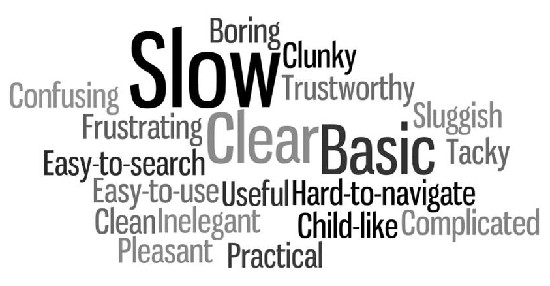 Boring
Slow Clunky
Confusing Trustworthy
Frustrating Clear Basic Sluggish
Easy-to-search Tacky
Easy-to-use Useful Hard-to-navigate
Clean Inelegant Child-like Complicated
Pleasant Practical